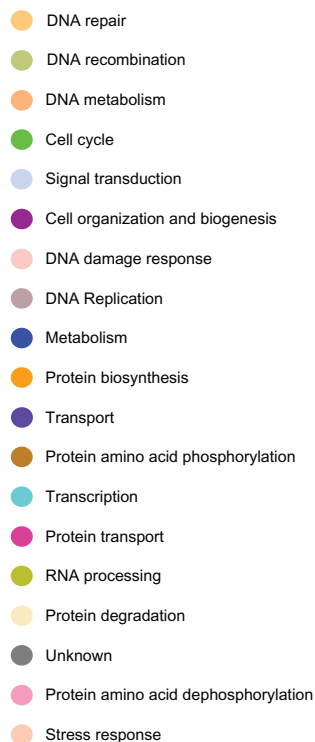 DNA repair
DNA recombination
DNA metabolism
Cell cycle
Signal transduction
Cell organization and biogenesis
DNA damage response
DNA Replication
Metabolism
Protein biosynthesis
Transport
Protein amino acid phosphorylation
Transcription
Protein transport
RNA processing
Protein degradation
Unknown
Protein amino acid dephosphorylation
Stress response